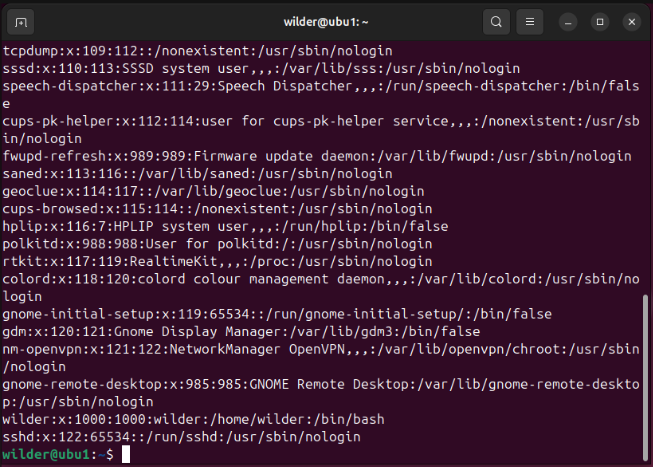 wilder@ubu1: ~
tcpdump:x:109:112::/nonexistent:/usr/sbin/nologin
sssd:x:110:113:SSSD system user,,,:/var/lib/sss:/usr/sbin/nologin
speech-dispatcher:x:111:29:Speech Dispatcher,,,:/run/speech-dispatcher:/bin/fals
e
cups-pk-helper:x:112:114:user for cups-pk-helper service,,,:/nonexistent:/usr/sb
in/nologin
fwupd-refresh:x:989:989:Firmware update daemon:/var/lib/fwupd:/usr/sbin/nologin
saned:x:113:116::/var/lib/saned:/usr/sbin/nologin
geoclue:x:114:117::/var/lib/geoclue:/usr/sbin/nologin
cups-browsed:x:115:114::/nonexistent:/usr/sbin/nologin
hplip:x:116:7:HPLIP system user,,,:/run/hplip:/bin/false
polkitd:x:988:988:User for polkitd:/:/usr/sbin/nologin
rtkit:x:117:119:RealtimeKit,,,:/proc:/usr/sbin/nologin
colord:x:118:120:colord colour management daemon,,,:/var/lib/colord:/usr/sbin/no
login
gnome-initial-setup:x:119:65534::/run/gnome-initial-setup/:/bin/false
gdm:x:120:121:Gnome Display Manager:/var/lib/gdm3:/bin/false
nm-openvpn:x:121:122:NetworkManager OpenVPN,,,:/var/lib/openvpn/chroot:/usr/sbin
/nologin
gnome-remote-desktop:x:985:985:GNOME Remote Desktop:/var/lib/gnome-remote-deskto
p:/usr/sbin/nologin
wilder:x:1000:1000:wilder:/home/wilder:/bin/bash
sshd:x:122:65534::/run/sshd:/usr/sbin/nologin
wilder@ubu1:~$